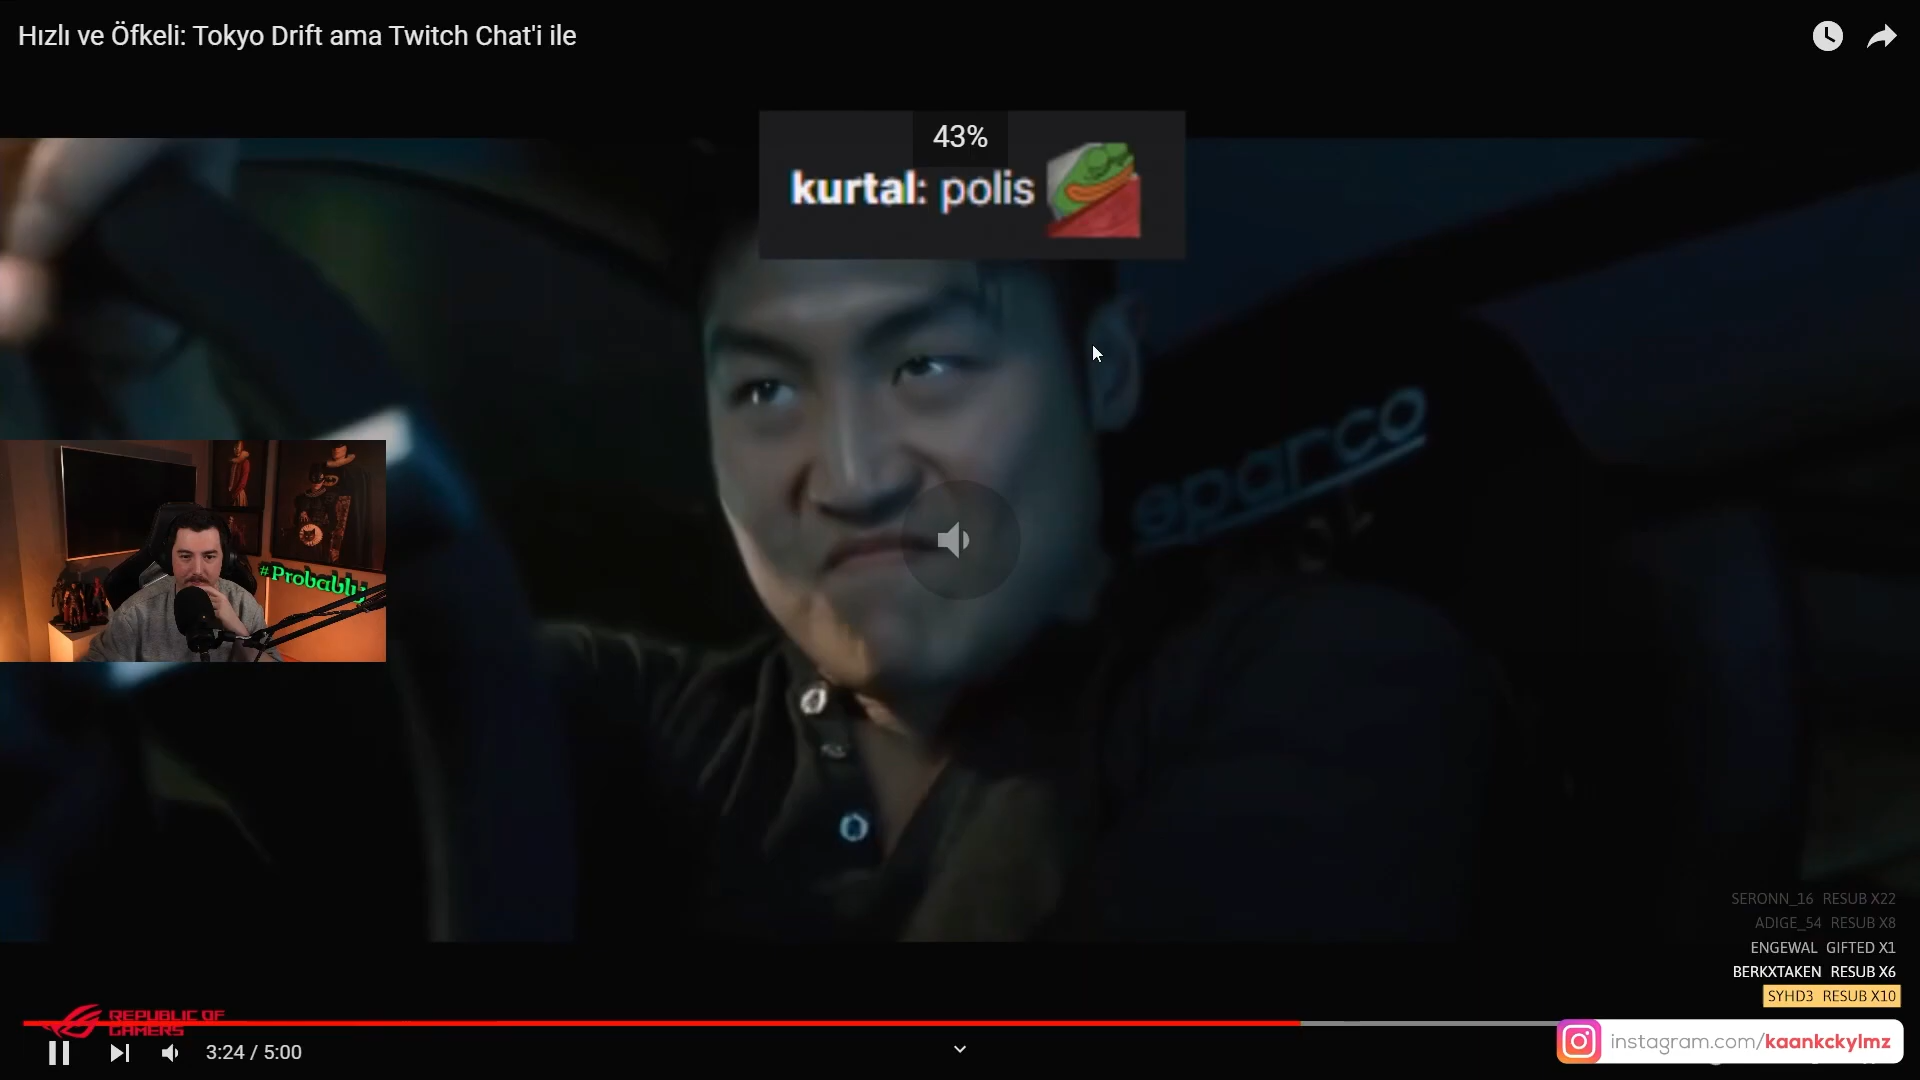 Hızlı ve Öfkeli: Tokyo Drift ama Twitch Chat'i ile
43%
kurtal: polis
sparco
#Probably
SERONN_16 RESUB X22
ADIGE_54 RESUB X8
ENGEWAL GIFTED X1
BERKXTAKEN RESUB X6
SYHD3 RESUB X10
REPUBLIC OF
GAMERS
3:24 / 5:00
instagram.com/kaankckylmz